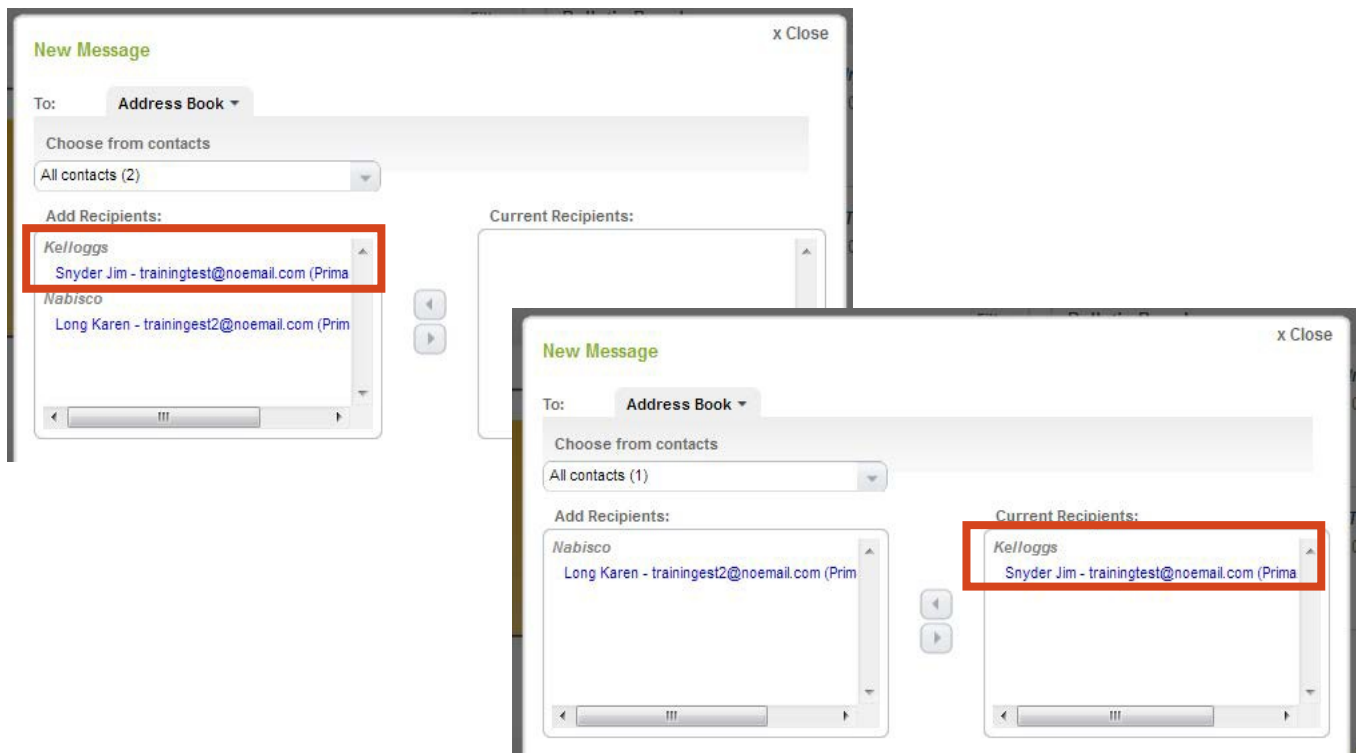 x Close
New Message
To: Address Book
Choose from contacts
All contacts (2)
Add Recipients: Current Recipients:
Kelloggs
Snyder Jim - trainingtest@noemail.com (Prima
Nabisco
Long Karen - trainingest2@noemail.com (Prim
x Close
New Message
To: Address Book
Choose from contacts
All contacts (1)
Add Recipients: Current Recipients:
Nabisco
Long Karen - trainingest2@noemail.com (Prim
Kelloggs
Snyder Jim - trainingtest@noemail.com (Prima